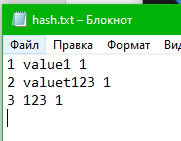 hash.txt – Блокнот
Файл Правка Формат Вид
1 value1 1
2 valuet123 1
3 123 1